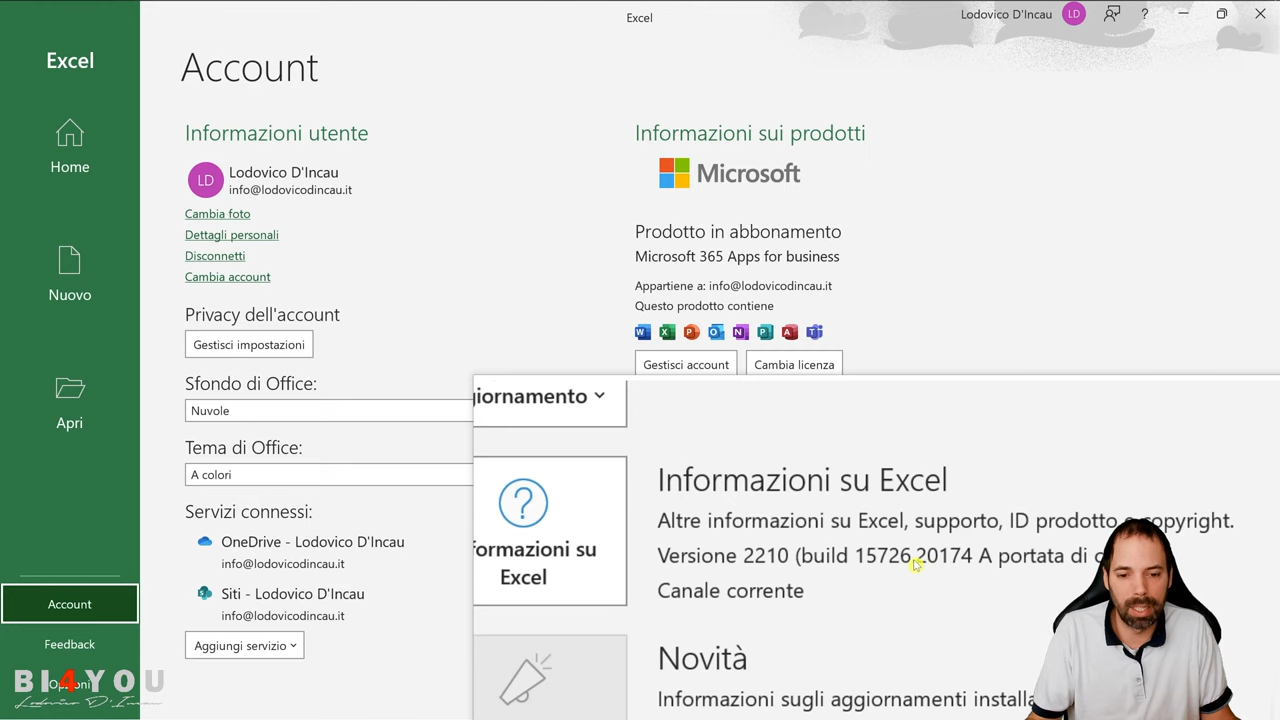 Excel
Lodovico D'Incau
LD
?
Excel
Home
Nuovo
Apri
Account
Feedback
Account
Informazioni utente
LD
Lodovico D'Incau
info@lodovicodincau.it
Cambia foto
Dettagli personali
Disconnetti
Cambia account
Privacy dell'account
Gestisci impostazioni
Sfondo di Office:
Nuvole
Tema di Office:
A colori
Servizi connessi:
OneDrive - Lodovico D'Incau
info@lodovicodincau.it
Siti - Lodovico D'Incau
info@lodovicodincau.it
Aggiungi servizio
Informazioni sui prodotti
Microsoft
Prodotto in abbonamento
Microsoft 365 Apps for business
Appartiene a: info@lodovicodincau.it
Questo prodotto contiene
Gestisci account
Cambia licenza
giornamento
formazioni su
Excel
Informazioni su Excel
Altre informazioni su Excel, supporto, ID prodotto e copyright.
Versione 2210 (build 15726.20174 A portata di c
Canale corrente
Novità
Informazioni sugli aggiornamenti installa
BI4YOU
Lodovico D'Incau